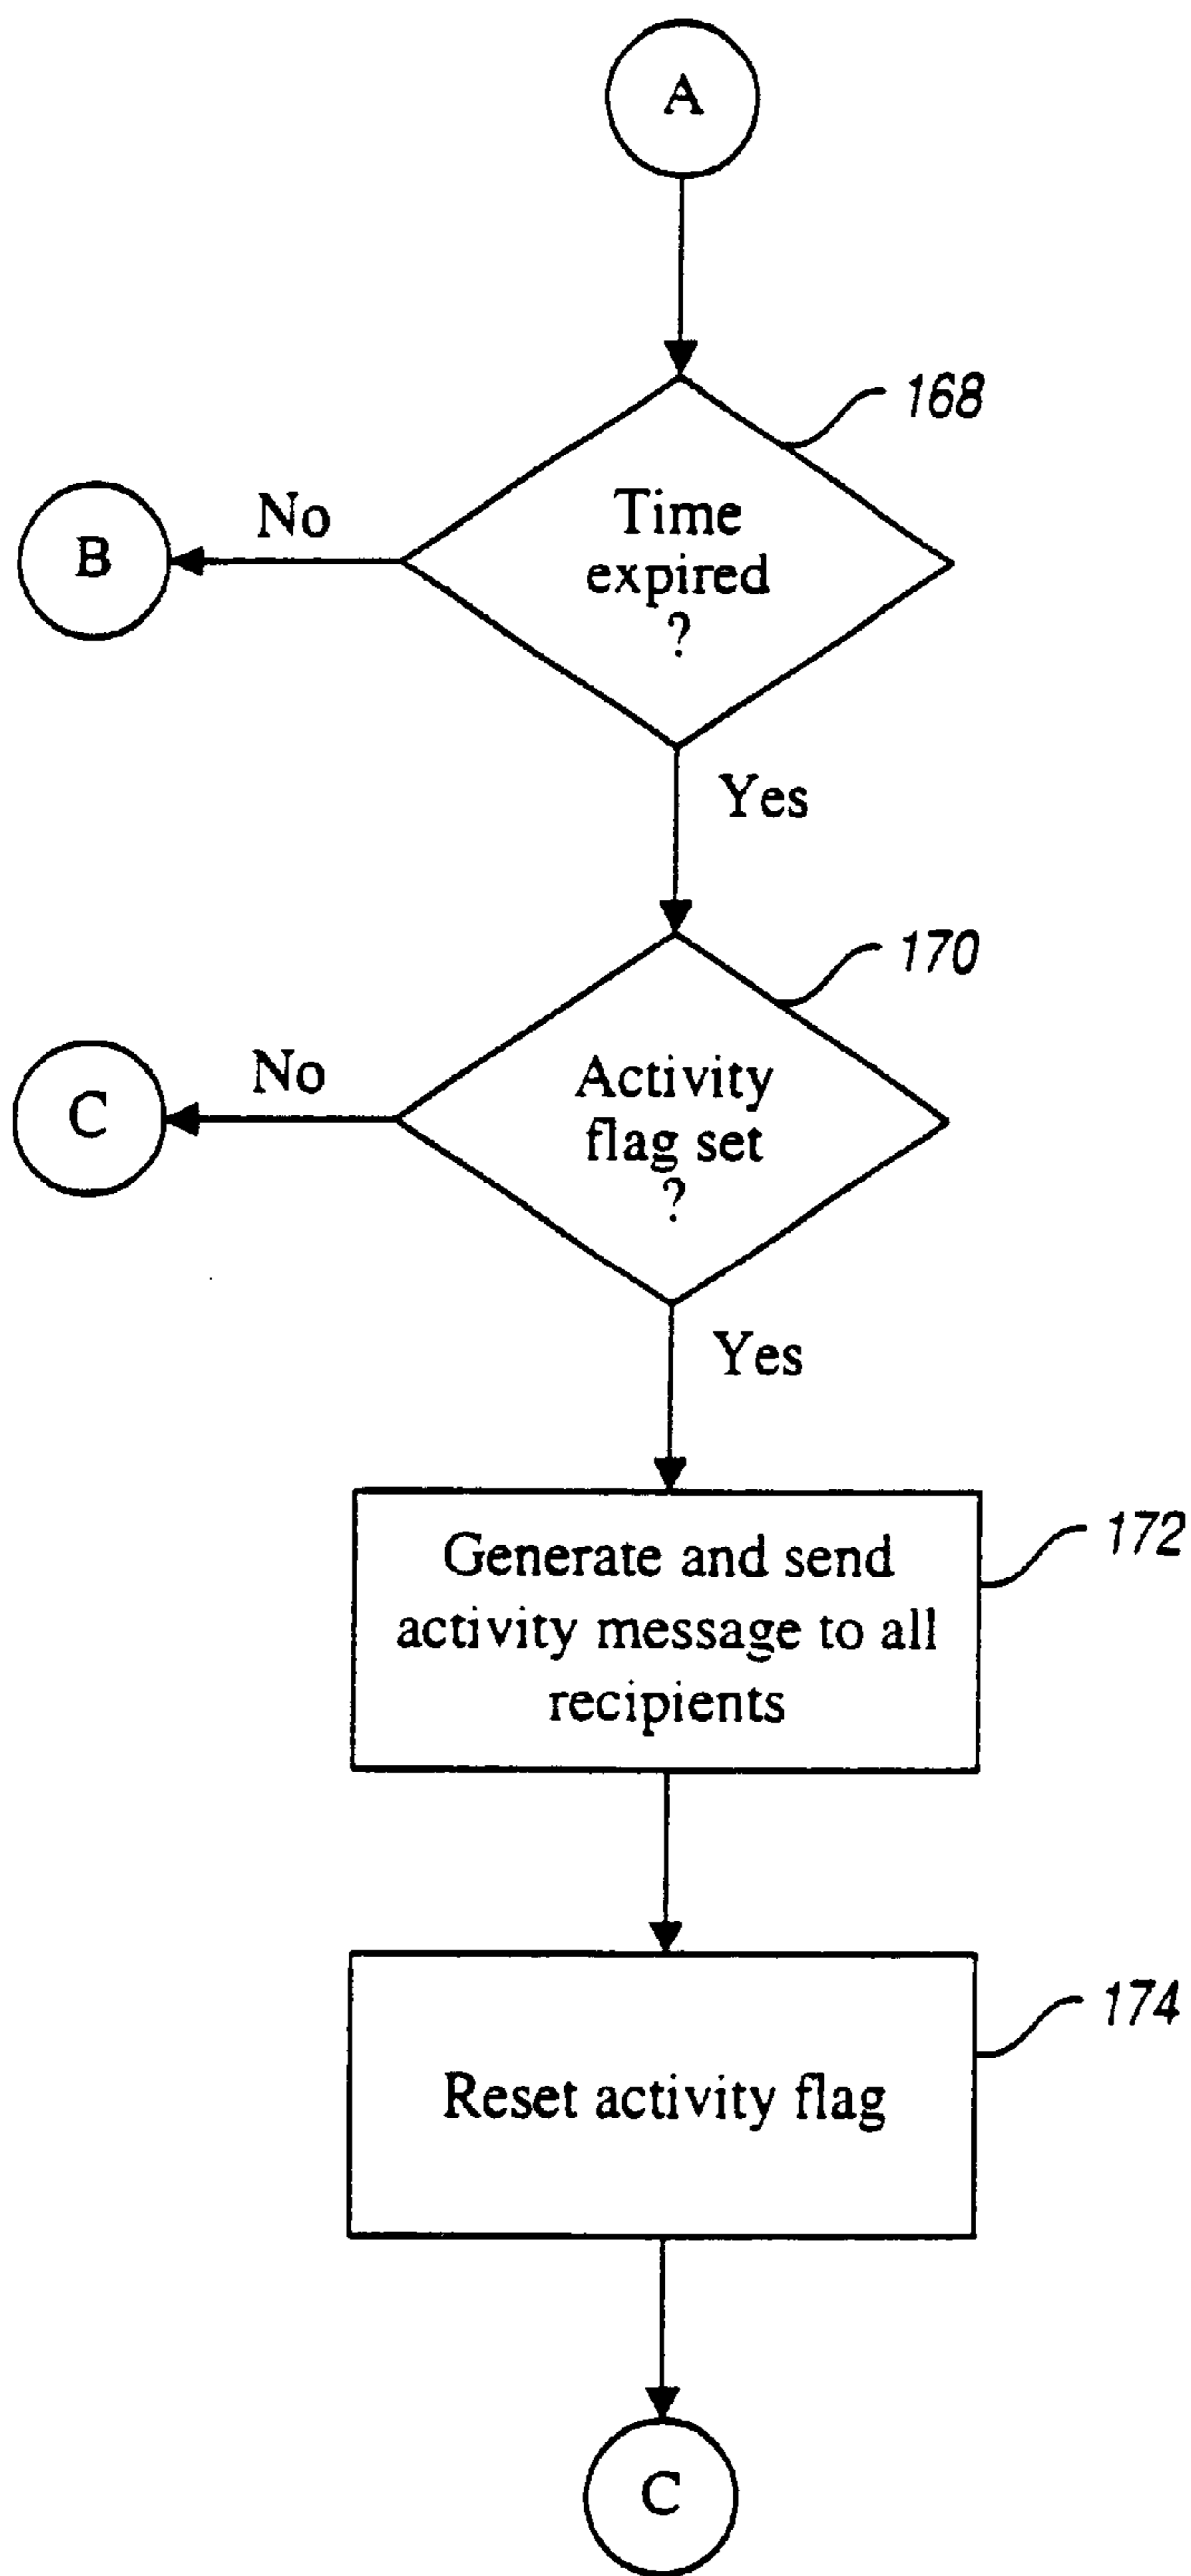 A
168
Time
expired
?
No
B
Yes
170
Activity
flag set
?
No
C
Yes
172
Generate and send
activity message to all
recipients
174
Reset activity flag
C